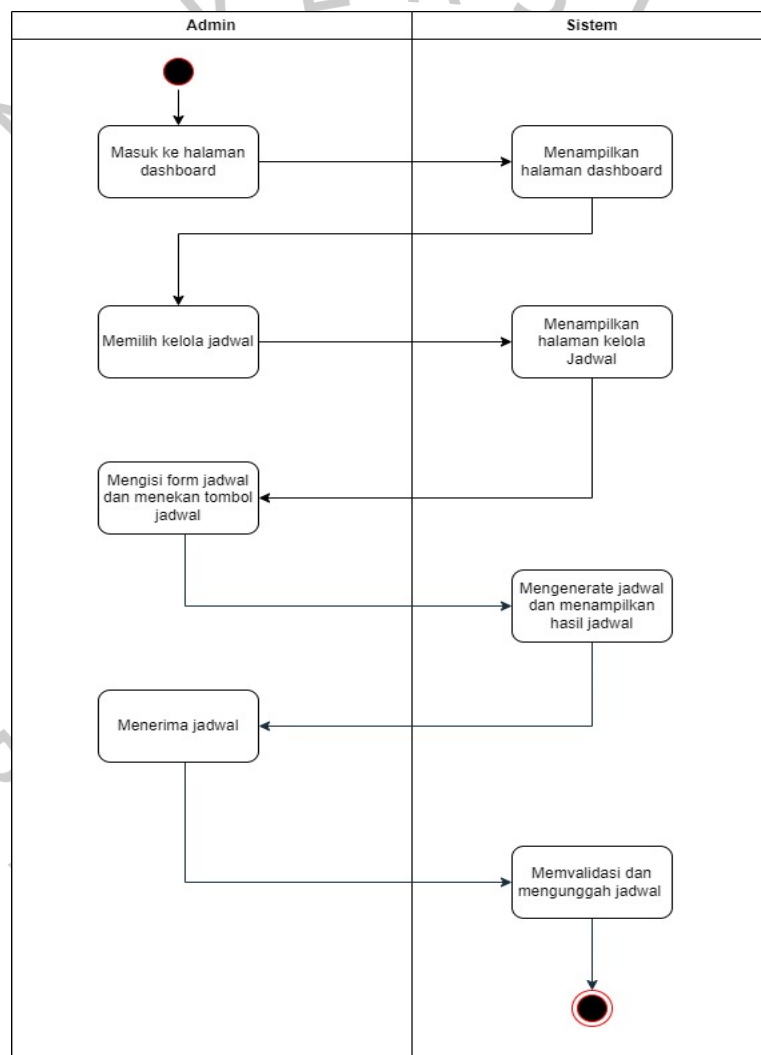 Admin
Sistem
Masuk ke halaman
dashboard
Menampilkan
halaman dashboard
Memilih kelola jadwal
Menampilkan
halaman kelola
Jadwal
Mengisi form jadwal
dan menekan tombol
jadwal
Mengenerate jadwal
dan menampilkan
hasil jadwal
Menerima jadwal
Memvalidasi dan
mengunggah jadwal